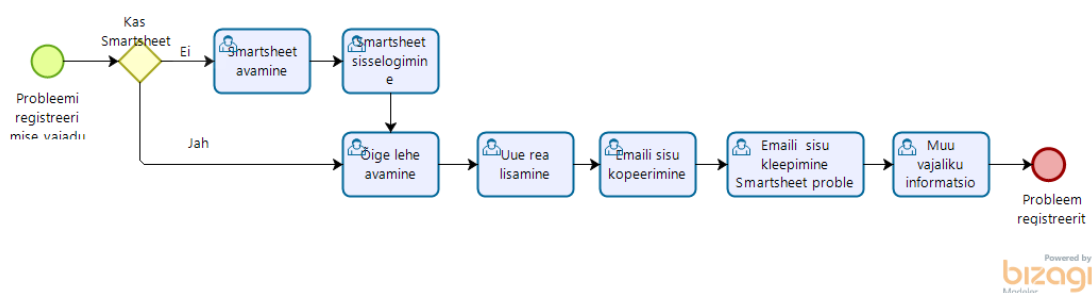 Kas
Smartsheet
Ei
Smartsheet
avamine
Smartsheet
sisselogimin
e
Probleemi
registreeri
mise vajadu
Jah
Õige lehe
avamine
Uue rea
lisamine
Emaili sisu
kopeerimine
Emaili sisu
kleepimine
Smartsheet proble
Muu
vajaliku
informatsio
Probleem
registreerit
Powered by
bizagi
Modeler